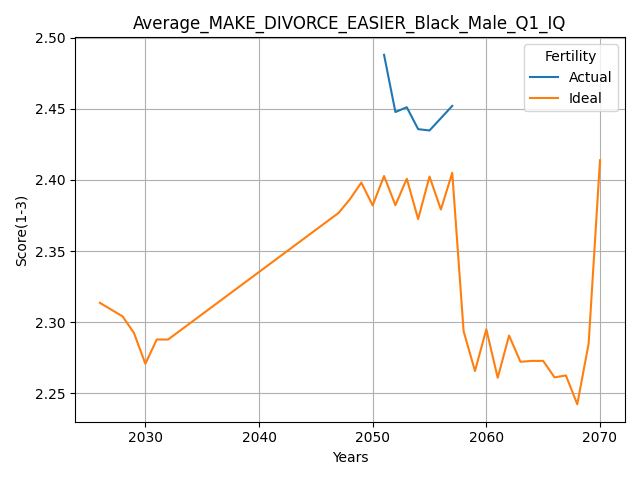 Average_MAKE_DIVORCE_EASIER_Black_Male_Q1_IQ
Fertility
Actual
Ideal
Score(1-3)
2.50
2.45
2.40
2.35
2.30
2.25
2030
2040
2050
2060
2070
Years